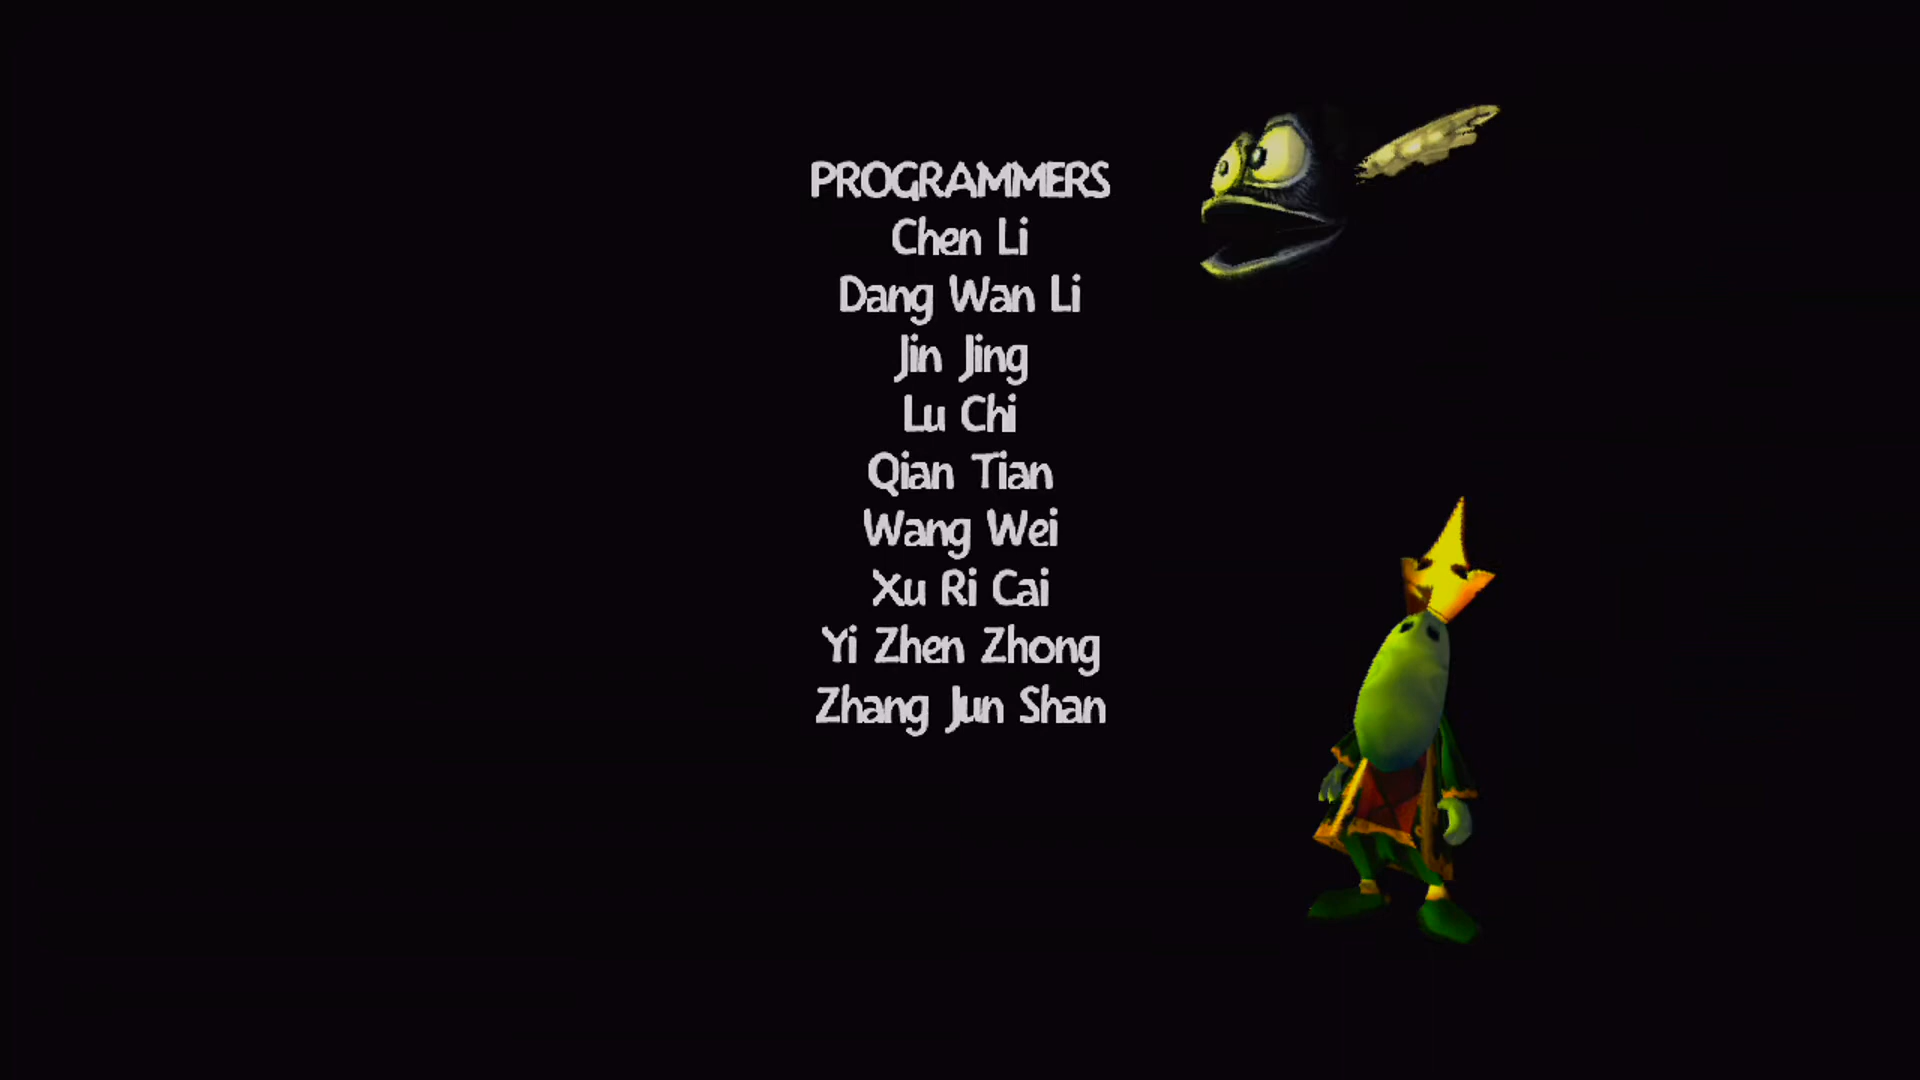 PROGRAMMERS
Chen Li
Dang Wan Li
Jin Jing
Lu Chi
Qian Tian
Wang Wei
Xu Ri Cai
Yi Zhen Zhong
Zhang Jun Shan